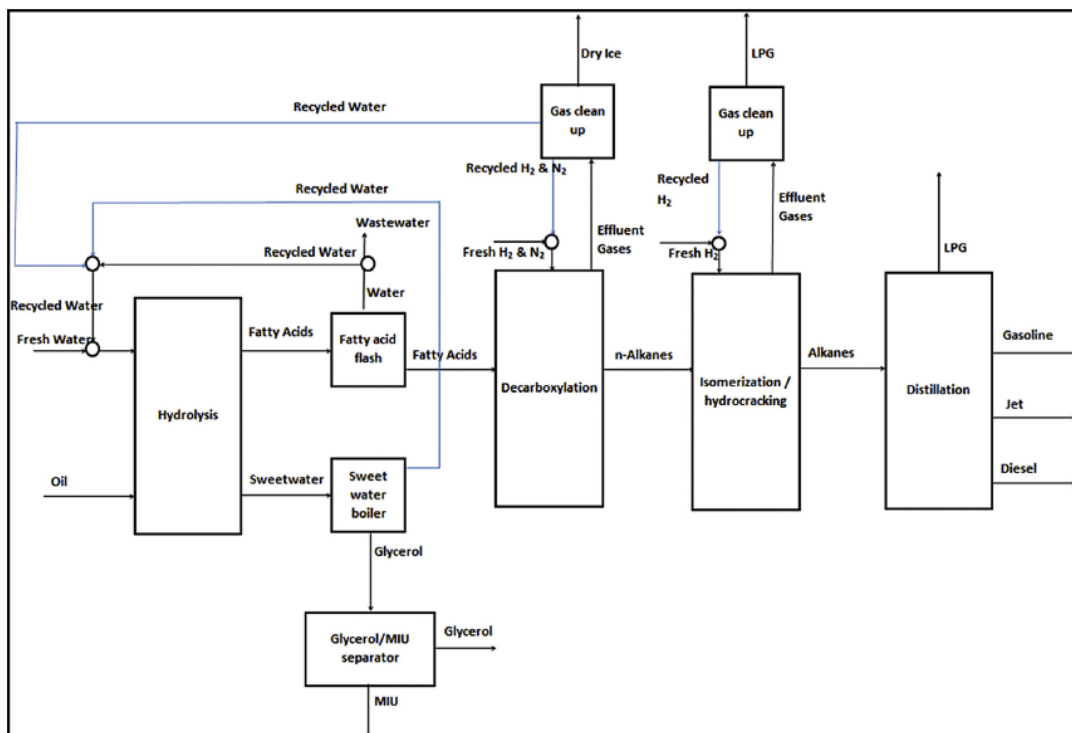 Dry Ice
LPG
Recycled Water
Gas clean
up
Gas clean
up
Recycled H₂ & N₂
Recycled
H₂
Effluent
Gases
Recycled Water
Wastewater
Effluent
Gases
Recycled Water
Fresh H₂ & N₂
Fresh H₂
LPG
Water
Recycled Water
Fresh Water
Fatty Acids
Fatty acid
flash
Fatty Acids
Decarboxylation
n-Alkanes
Isomerization /
hydrocracking
Alkanes
Distillation
Gasoline
Jet
Diesel
Hydrolysis
Oil
Sweetwater
Sweet
water
boiler
Glycerol
Glycerol/MIU
separator
Glycerol
MIU